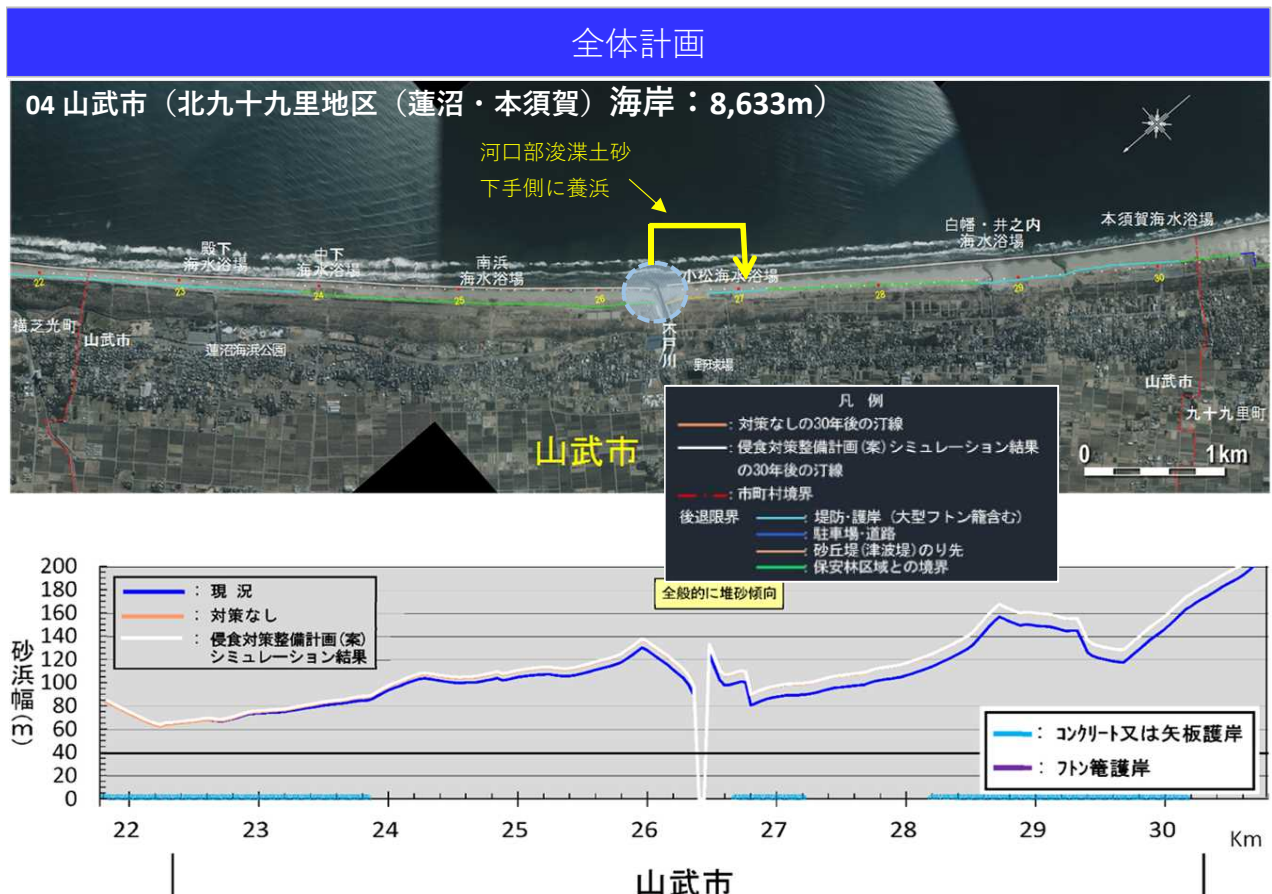 全体計画
04 山武市（北九十九里地区（蓮沼・本須賀）海岸：8,633m）
河口部浚渫土砂
下手側に養浜
殿下
海水浴場
中下
海水浴場
南浜
海水浴場
小松海水浴場
白幡・井之内
海水浴場
本須賀海水浴場
22
23
24
25
26
27
28
29
30
横芝光町
山武市
蓮沼海浜公園
木戸川
野球場
山武市
九十九里町
山武市
0 1km
凡 例
: 対策なしの30年後の汀線
: 侵食対策整備計画(案)シミュレーション結果
の30年後の汀線
: 市町村境界
後退限界 : 堤防・護岸 (大型フトン籠含む)
: 駐車場・道路
: 砂丘堤(津波堤)のり先
: 保安林区域との境界
全般的に堆砂傾向
: 現 況
: 対策なし
: 侵食対策整備計画(案)
シミュレーション結果
砂浜幅(m)
200
180
160
140
120
100
80
60
40
20
0
: コンクリート又は矢板護岸
: フトン篭護岸
22 23 24 25 26 27 28 29 30 Km
山武市